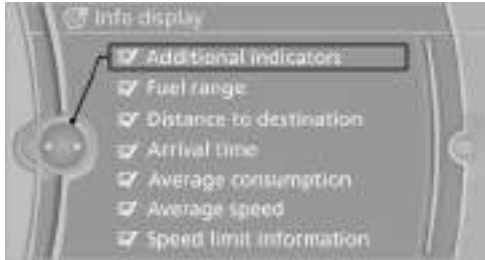 Info display
Additional indicators
Fuel range
Distance to destination
Arrival time
Average consumption
Average speed
Speed limit information